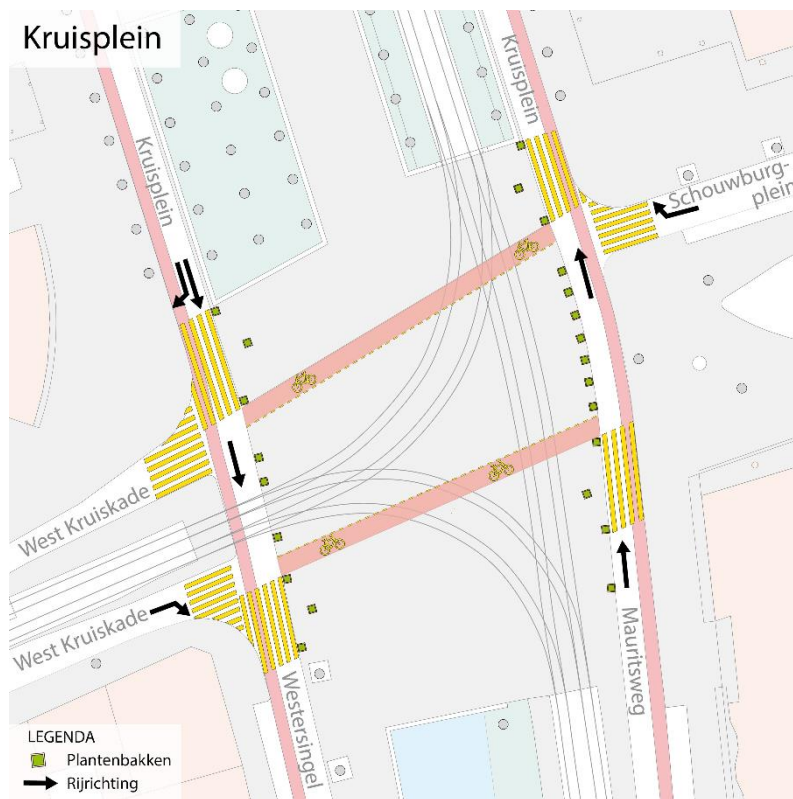 Kruisplein
Kruisplein
Kruisplein
Schouwburg-
plein
West Kruiskade
West Kruiskade
Westersingel
Mauritsweg
LEGENDA
Plantenbakken
Rijrichting